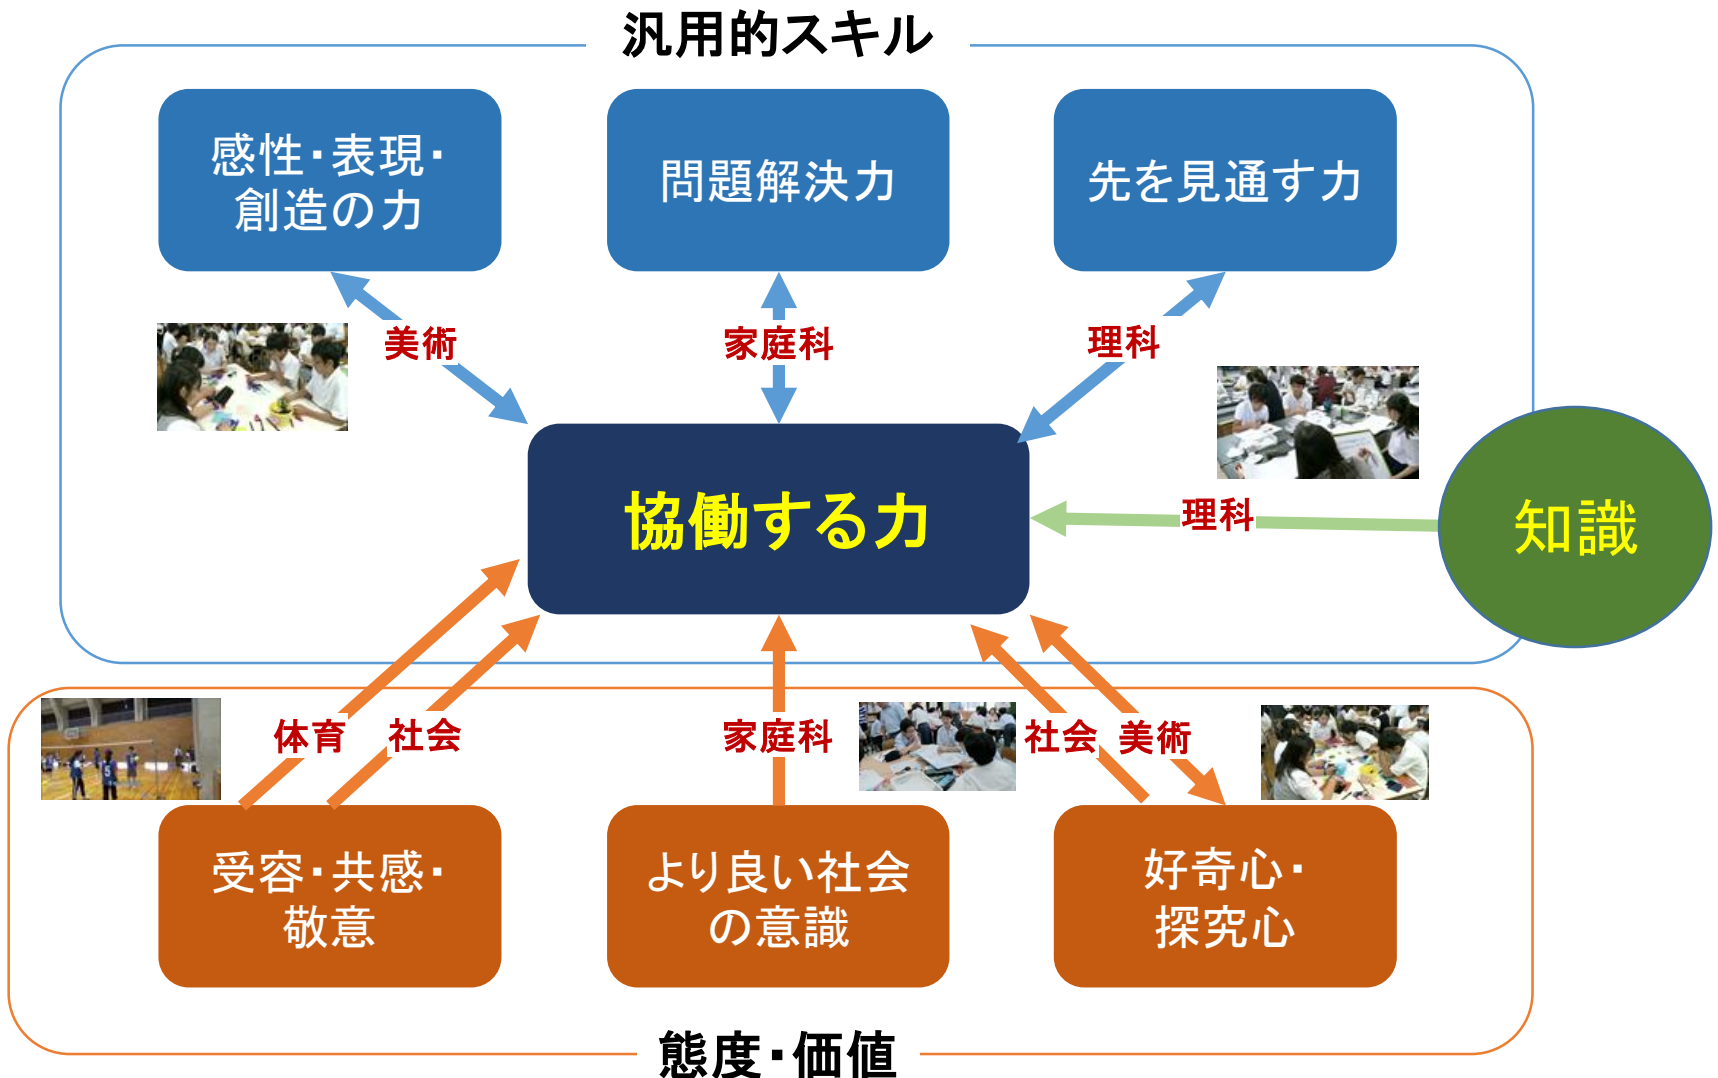 汎用的スキル
感性・表現・
創造の力
問題解決力
先を見通す力
美術
家庭科
理科
協働する力
理科
知識
体育
社会
家庭科
社会
美術
受容・共感・
敬意
より良い社会
の意識
好奇心・
探究心
態度・価値